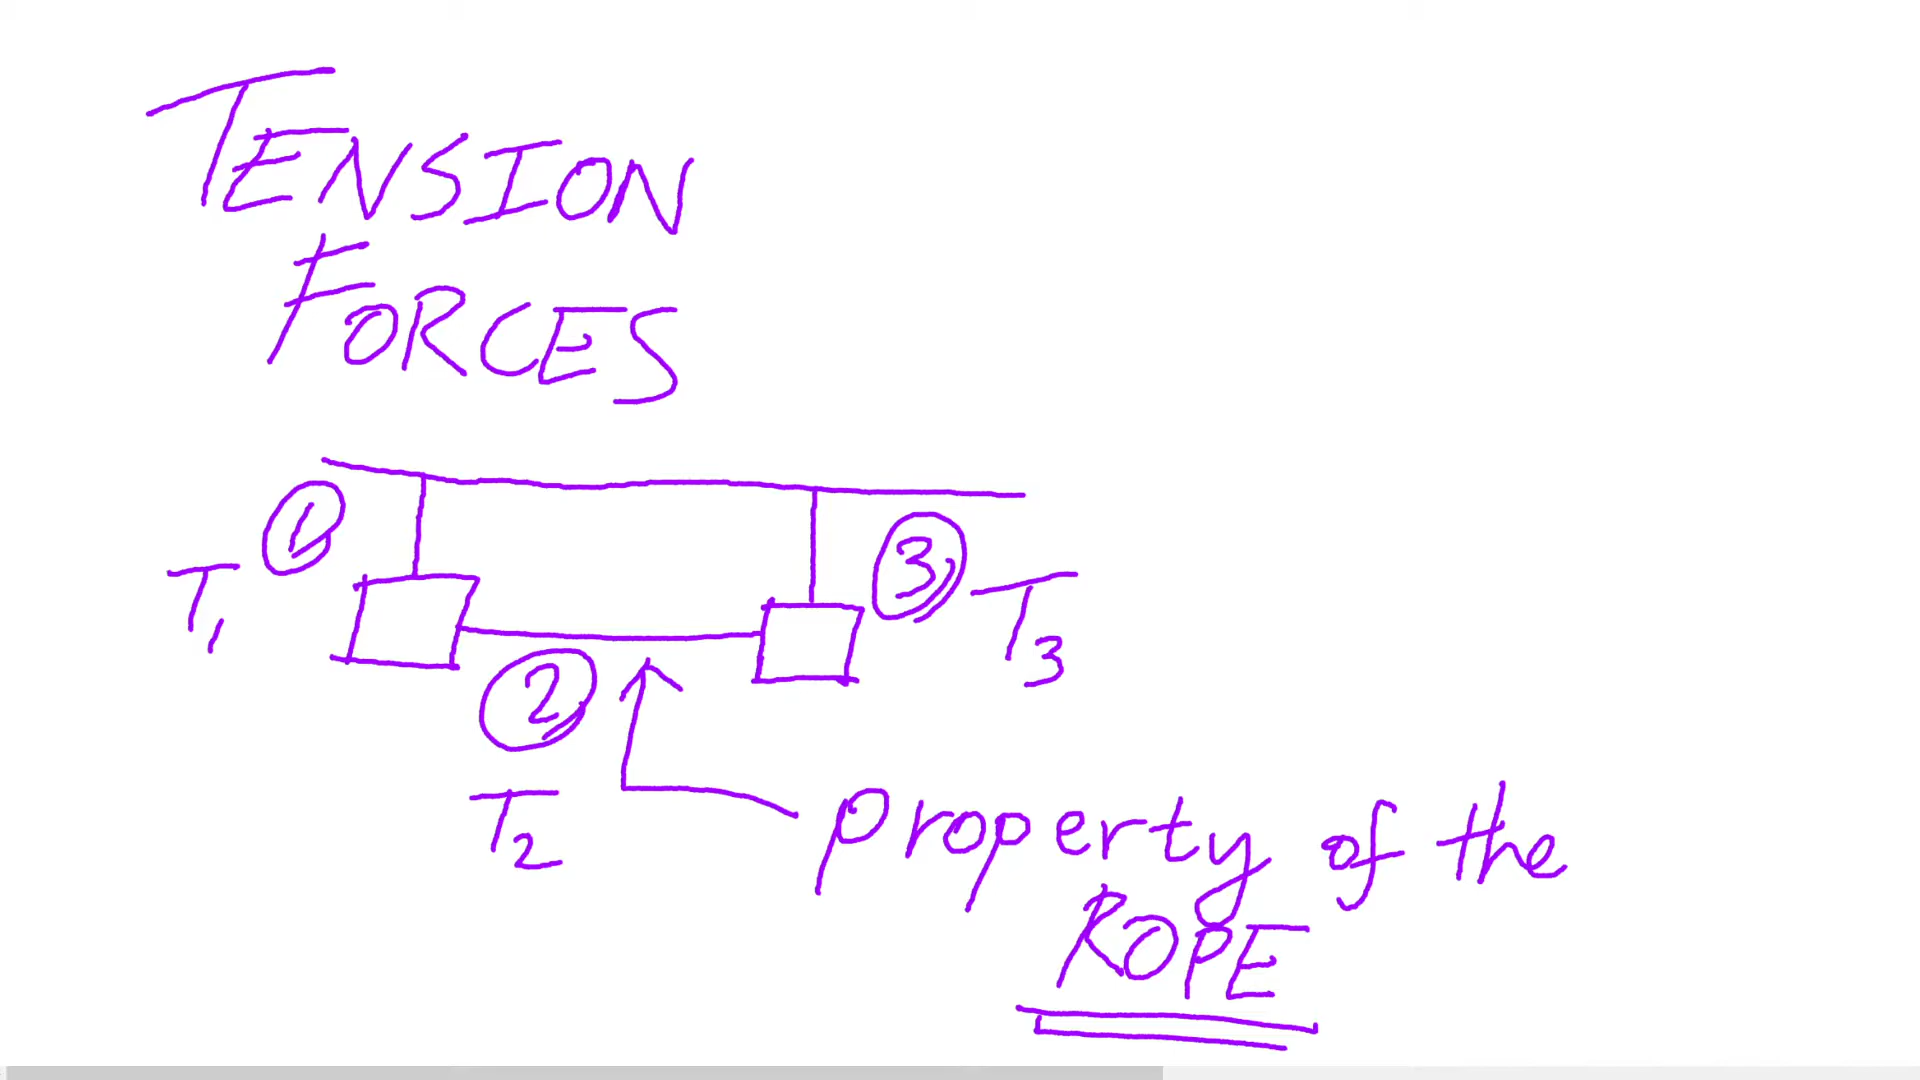 TENSION
FORCES
1
3
T1
T3
2
T2
property of the
ROPE